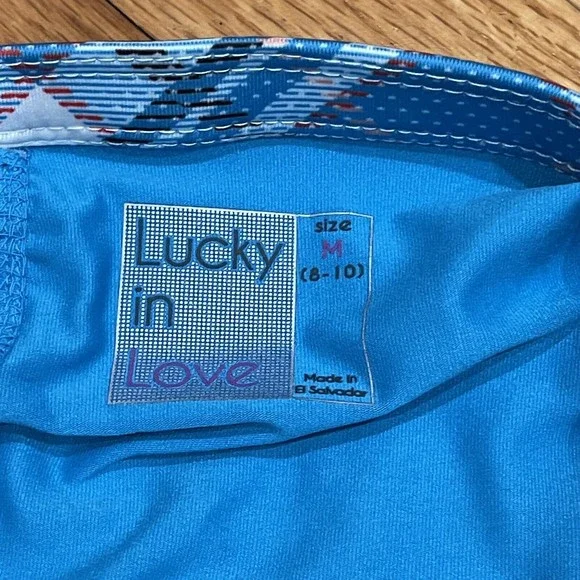 Lucky
in
Love
size
M
(8-10)
Made in
El Salvador